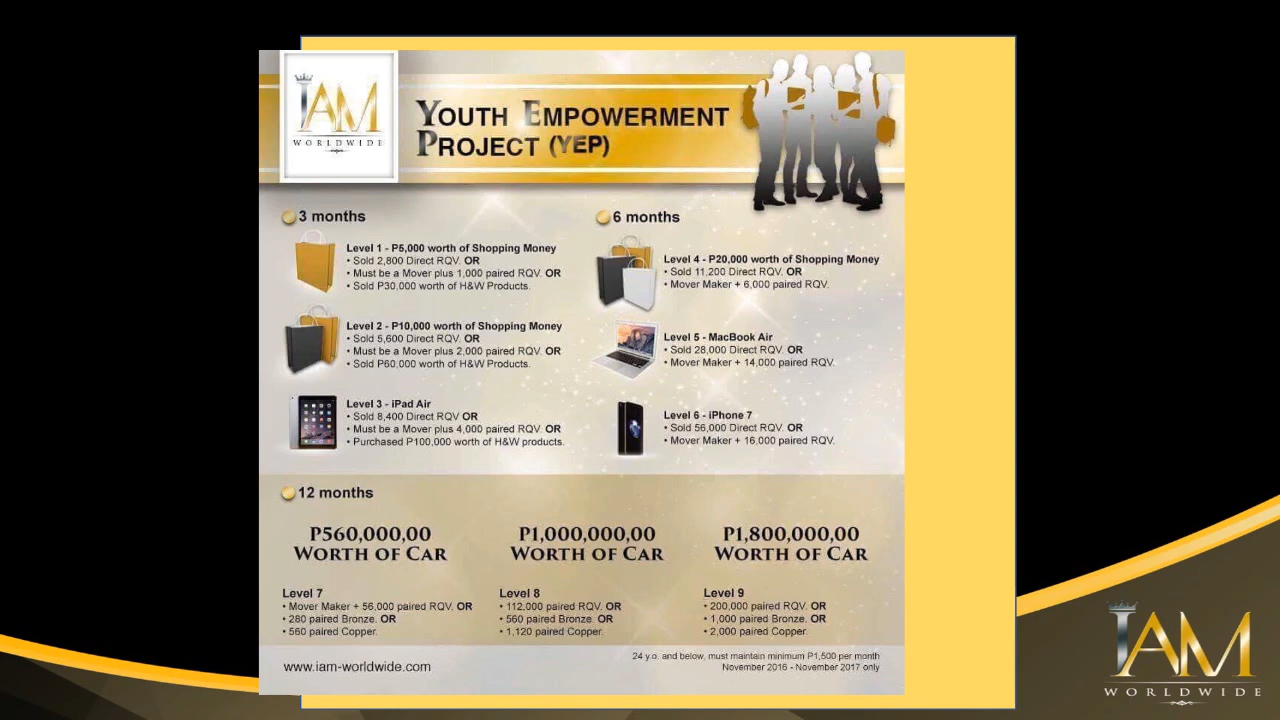 IAM
WORLDWIDE
YOUTH EMPOWERMENT
PROJECT (YEP)
3 months
Level 1 - P5,000 worth of Shopping Money
• Sold 2,800 Direct RQV. OR
• Must be a Mover plus 1,000 paired RQV. OR
• Sold P30,000 worth of H&W Products.
Level 2 - P10,000 worth of Shopping Money
• Sold 5,600 Direct RQV. OR
• Must be a Mover plus 2,000 paired RQV. OR
• Sold P60,000 worth of H&W Products.
Level 3 - iPad Air
• Sold 8,400 Direct RQV OR
• Must be a Mover plus 4,000 paired RQV. OR
• Purchased P100,000 worth of H&W products.
6 months
Level 4 - P20,000 worth of Shopping Money
• Sold 11,200 Direct RQV. OR
• Mover Maker + 6,000 paired RQV.
Level 5 - MacBook Air
• Sold 28,000 Direct RQV. OR
• Mover Maker + 14,000 paired RQV.
Level 6 - iPhone 7
• Sold 56,000 Direct RQV. OR
• Mover Maker + 16,000 paired RQV.
12 months
P560,000,00
WORTH OF CAR
Level 7
• Mover Maker + 56,000 paired RQV. OR
• 280 paired Bronze. OR
• 560 paired Copper.
P1,000,000,00
WORTH OF CAR
Level 8
• 112,000 paired RQV. OR
• 560 paired Bronze. OR
• 1,120 paired Copper.
P1,800,000,00
WORTH OF CAR
Level 9
• 200,000 paired RQV. OR
• 1,000 paired Bronze. OR
• 2,000 paired Copper.
www.iam-worldwide.com
24 y.o. and below, must maintain minimum P1,500 per month
November 2016 - November 2017 only
IAM
WORLDWIDE